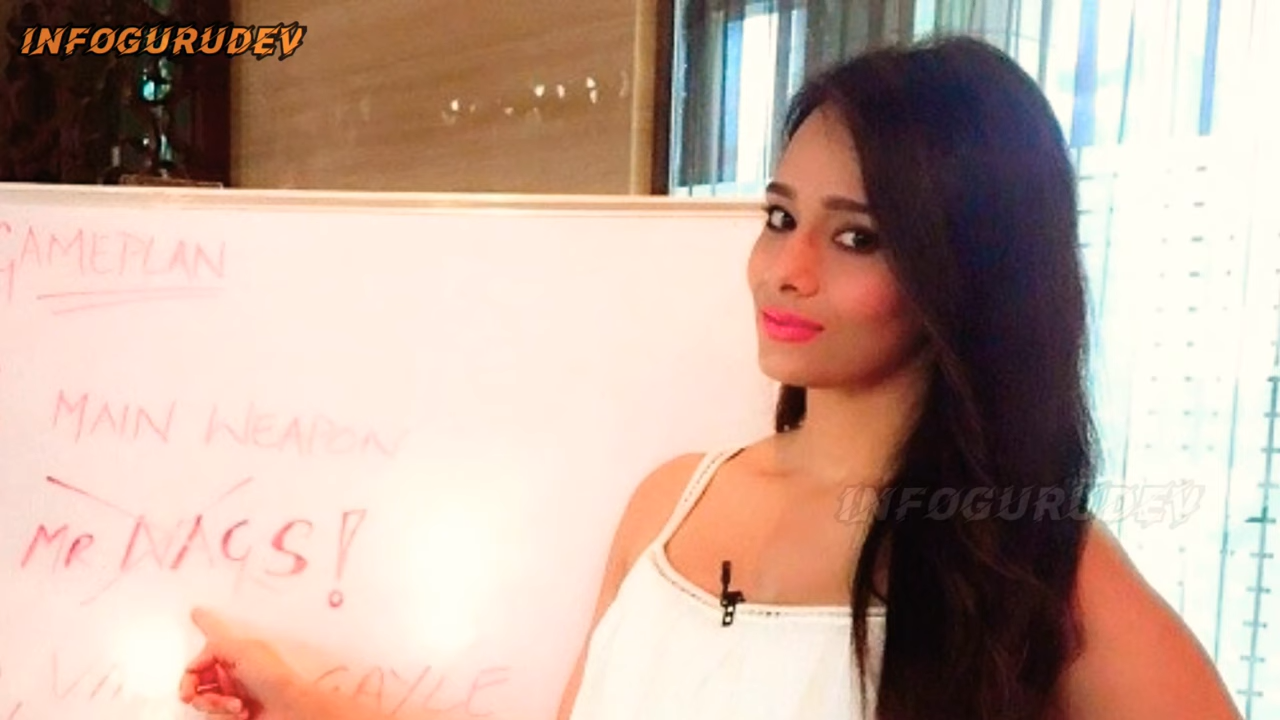 INFOGURUDEV
GAMEPLAN
MAIN WEAPON
MR NAGS!
INFOGURUDEV
GAYLE